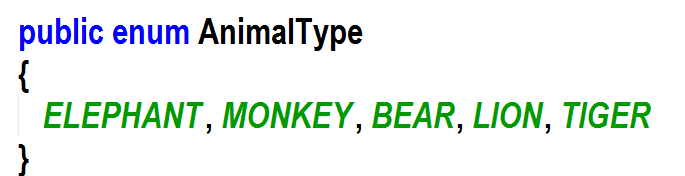 public enum AnimalType
{
ELEPHANT, MONKEY, BEAR, LION, TIGER
}